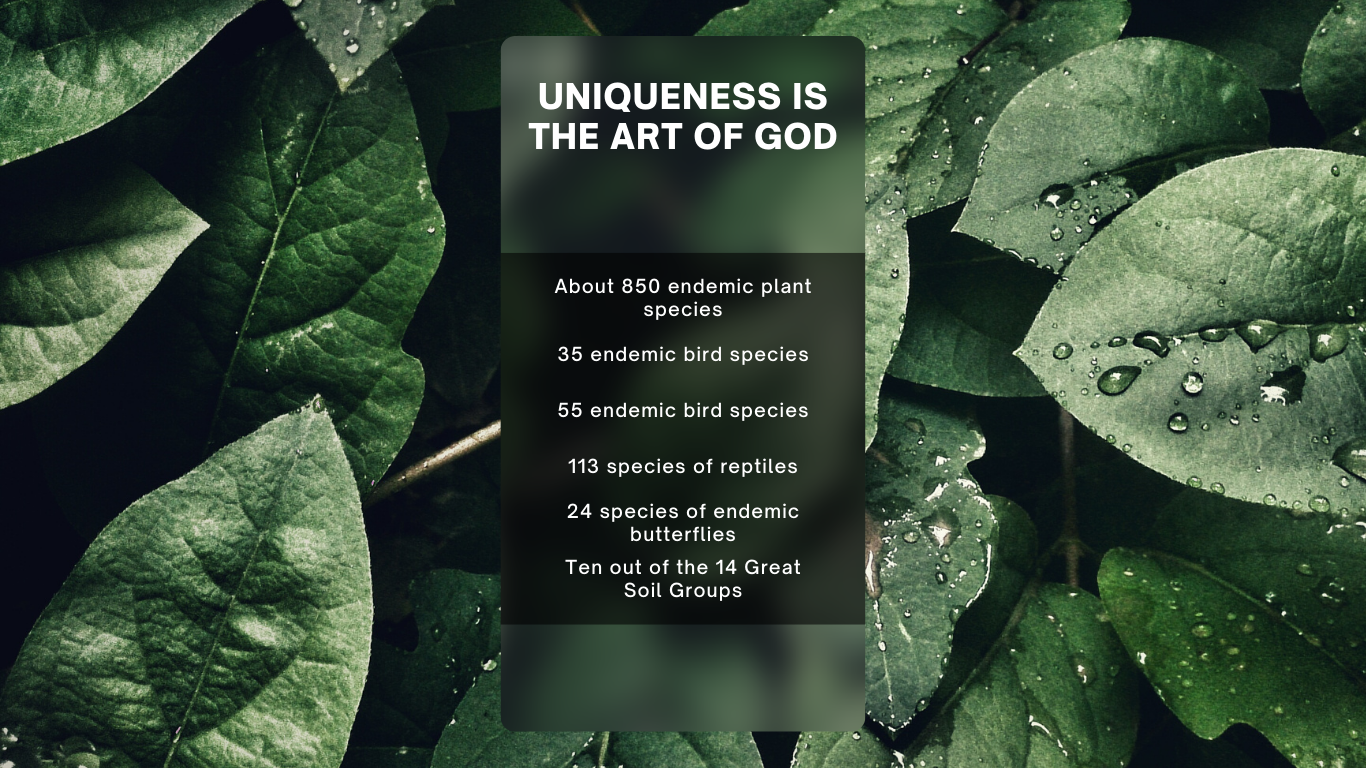 UNIQUENESS IS
THE ART OF GOD
About 850 endemic plant
species
35 endemic bird species
55 endemic bird species
113 species of reptiles
24 species of endemic
butterflies
Ten out of the 14 Great
Soil Groups